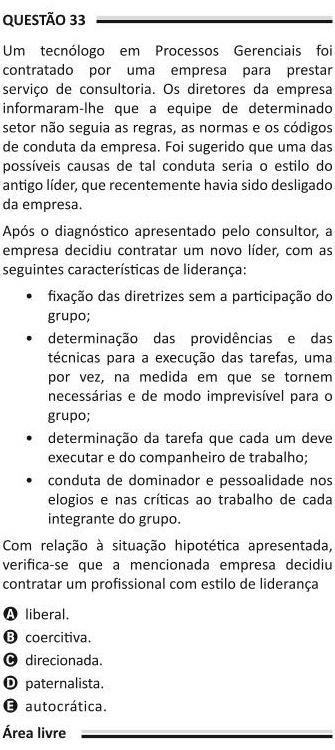 QUESTÃO 33
Um tecnólogo em Processos Gerenciais foi
contratado por uma empresa para prestar
serviço de consultoria. Os diretores da empresa
informaram-lhe que a equipe de determinado
setor não seguia as regras, as normas e os códigos
de conduta da empresa. Foi sugerido que uma das
possíveis causas de tal conduta seria o estilo do
antigo líder, que recentemente havia sido desligado
da empresa.
Após o diagnóstico apresentado pelo consultor, a
empresa decidiu contratar um novo líder, com as
seguintes características de liderança:
• fixação das diretrizes sem a participação do
grupo;
• determinação das providências e das
técnicas para a execução das tarefas, uma
por vez, na medida em que se tornem
necessárias e de modo imprevisível para o
grupo;
• determinação da tarefa que cada um deve
executar e do companheiro de trabalho;
• conduta de dominador e pessoalidade nos
elogios e nas críticas ao trabalho de cada
integrante do grupo.
Com relação à situação hipotética apresentada,
verifica-se que a mencionada empresa decidiu
contratar um profissional com estilo de liderança
A liberal.
B coercitiva.
C direcionada.
D paternalista.
E autocrática.
Área livre